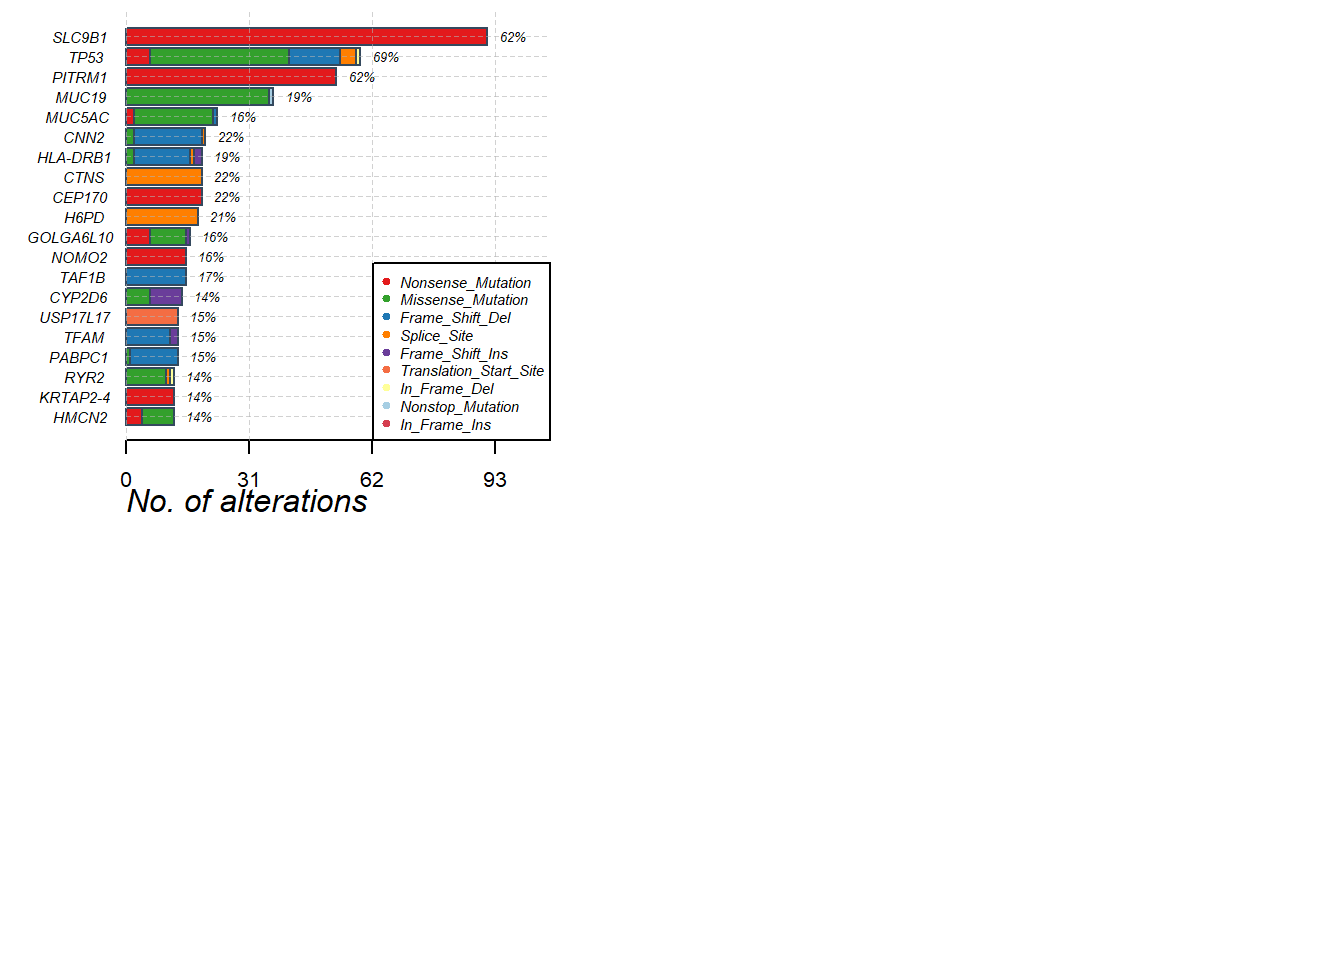 SLC9B1 62%
TP53 69%
PITRM1 62%
MUC19 19%
MUC5AC 16%
CNN2 22%
HLA-DRB1 19%
CTNS 22%
CEP170 22%
H6PD 21%
GOLGA6L10 16%
NOMO2 16%
TAF1B 17%
CYP2D6 14%
USP17L17 15%
TFAM 15%
PABPC1 15%
RYR2 14%
KRTAP2-4 14%
HMCN2 14%
Nonsense_Mutation
Missense_Mutation
Frame_Shift_Del
Splice_Site
Frame_Shift_Ins
Translation_Start_Site
In_Frame_Del
Nonstop_Mutation
In_Frame_Ins
0 31 62 93
No. of alterations